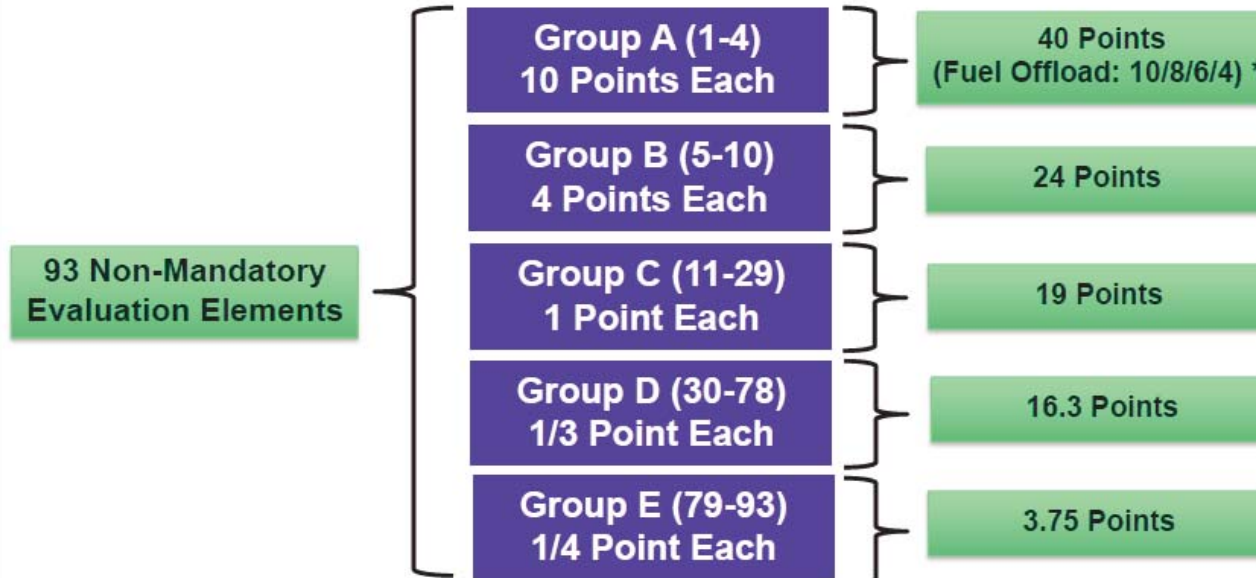 93 Non-Mandatory
Evaluation Elements
Group A (1-4)
10 Points Each
40 Points
(Fuel Offload: 10/8/6/4) *
Group B (5-10)
4 Points Each
24 Points
Group C (11-29)
1 Point Each
19 Points
Group D (30-78)
1/3 Point Each
16.3 Points
Group E (79-93)
1/4 Point Each
3.75 Points